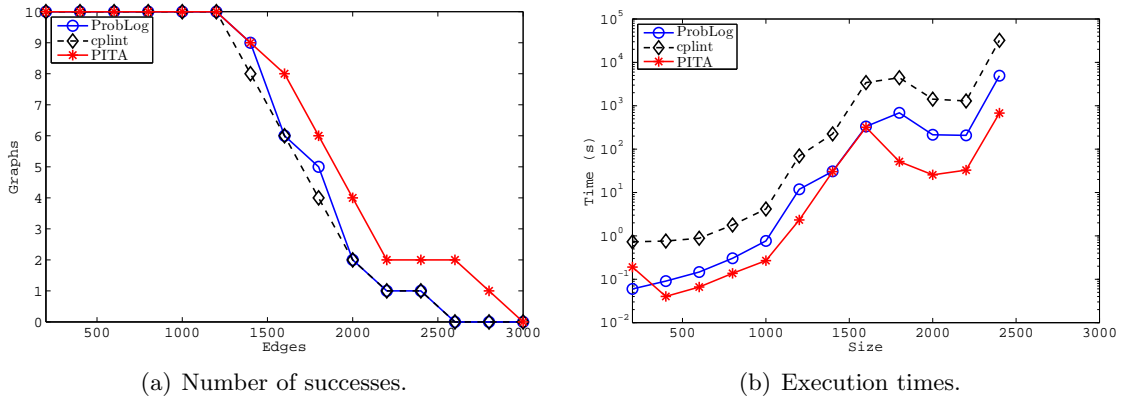 10
9
8
7
6
5
4
3
2
1
0
Graphs
500 1000 1500 2000 2500 3000
Edges
ProbLog
cplint
PITA
(a) Number of successes.
10^5
10^4
10^3
10^2
10^1
10^0
10^-1
10^-2
Time (s)
500 1000 1500 2000 2500 3000
Size
ProbLog
cplint
PITA
(b) Execution times.